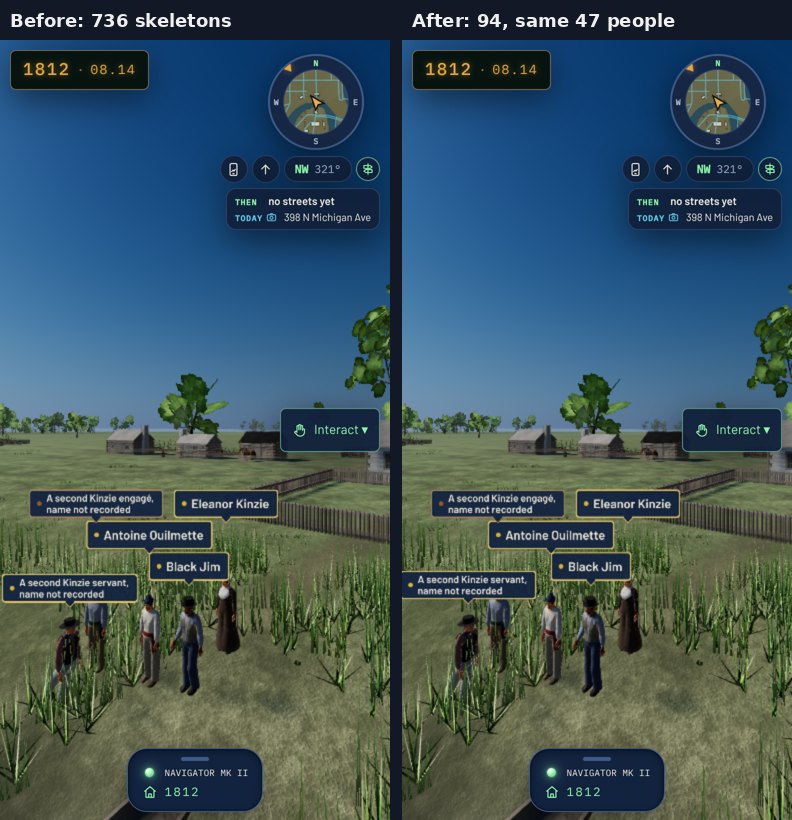 Before: 736 skeletons
1812 · 08.14
N
W
E
S
NW 321°
THEN no streets yet
TODAY 398 N Michigan Ave
Interact ▾
A second Kinzie engagé,
name not recorded
Eleanor Kinzie
Antoine Ouilmette
Black Jim
A second Kinzie servant,
name not recorded
NAVIGATOR MK II
1812
After: 94, same 47 people
1812 · 08.14
N
W
E
S
NW 321°
THEN no streets yet
TODAY 398 N Michigan Ave
Interact ▾
A second Kinzie engagé,
name not recorded
Eleanor Kinzie
Antoine Ouilmette
Black Jim
A second Kinzie servant,
name not recorded
NAVIGATOR MK II
1812